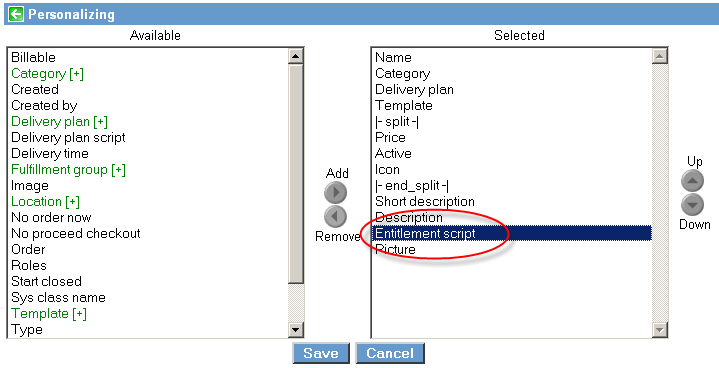 Personalizing
Available
Billable
Category [+]
Created
Created by
Delivery plan [+]
Delivery plan script
Delivery time
Fulfillment group [+]
Image
Location [+]
No order now
No proceed checkout
Order
Roles
Start closed
Sys class name
Template [+]
Type
Add
Remove
Selected
Name
Category
Delivery plan
Template
|- split -|
Price
Active
Icon
|- end_split -|
Short description
Description
Entitlement script
Picture
Up
Down
Save Cancel